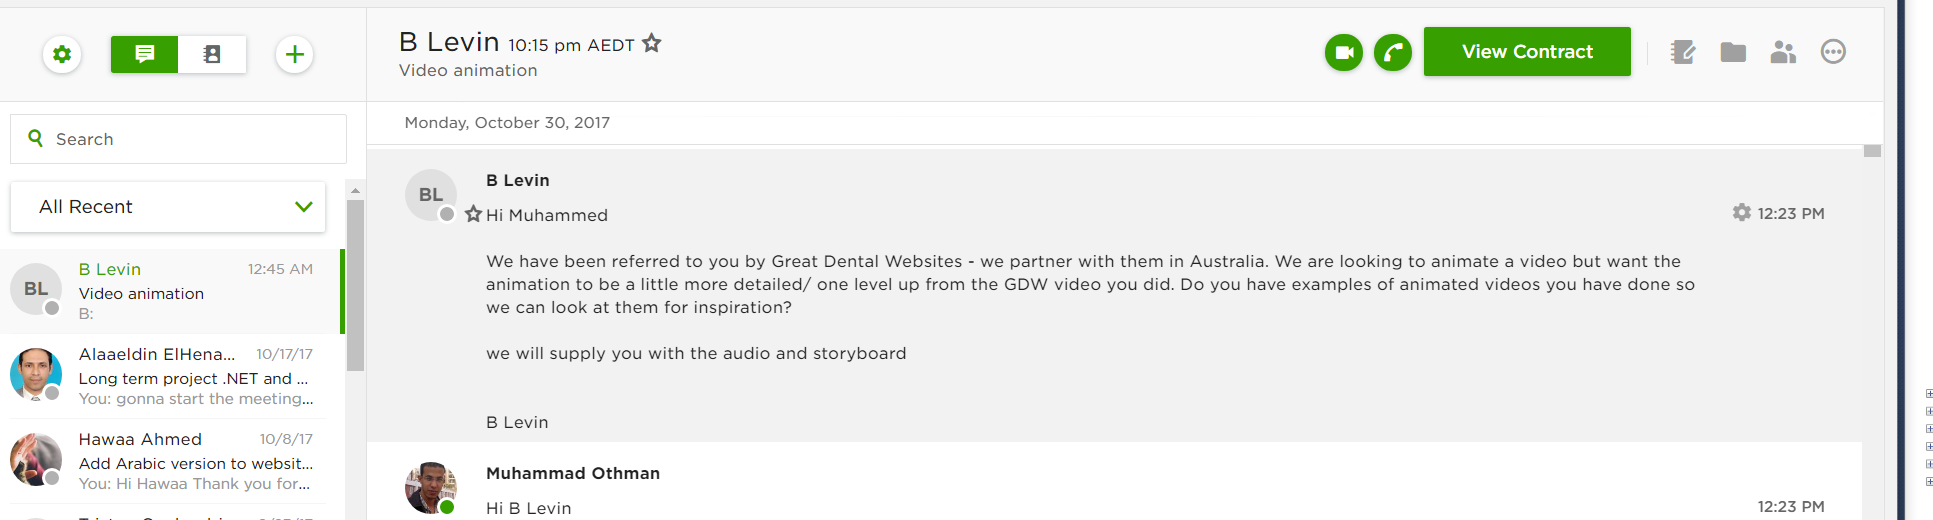 B Levin 10:15 pm AEDT
Video animation
View Contract
Search
All Recent
BL
B Levin 12:45 AM
Video animation
B:
Alaaeldin ElHena... 10/17/17
Long term project .NET and ...
You: gonna start the meeting...
Hawaa Ahmed 10/8/17
Add Arabic version to websit...
You: Hi Hawaa Thank you for...
Monday, October 30, 2017
BL
B Levin
Hi Muhammed 12:23 PM
We have been referred to you by Great Dental Websites - we partner with them in Australia. We are looking to animate a video but want the
animation to be a little more detailed/ one level up from the GDW video you did. Do you have examples of animated videos you have done so
we can look at them for inspiration?
we will supply you with the audio and storyboard
B Levin
Muhammad Othman
Hi B Levin 12:23 PM